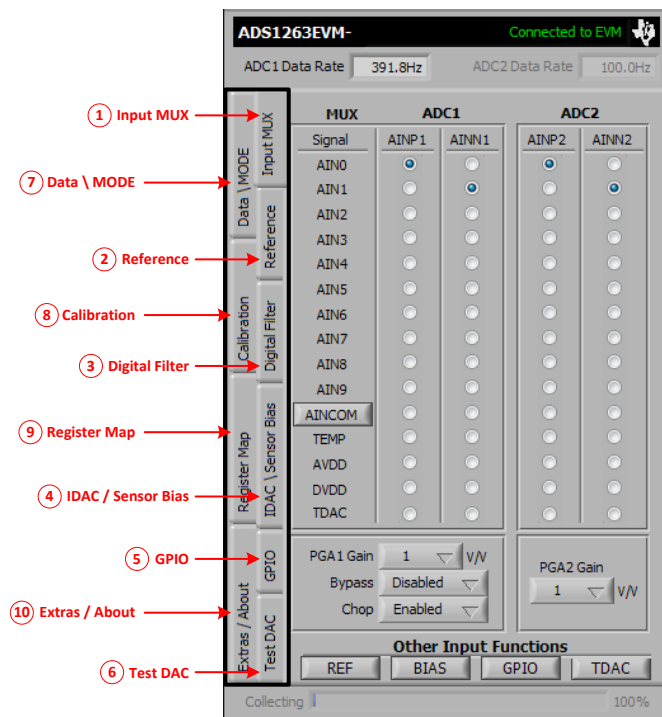 ADS1263EVM- Connected to EVM
ADC1 Data Rate 391.8Hz ADC2 Data Rate 100.0Hz
1 Input MUX
7 Data \ MODE
2 Reference
8 Calibration
3 Digital Filter
9 Register Map
4 IDAC / Sensor Bias
5 GPIO
10 Extras / About
6 Test DAC
Data \ MODE
Calibration
Register Map
Extras / About
Input MUX
Reference
Digital Filter
IDAC \ Sensor Bias
GPIO
Test DAC
MUX ADC1 ADC2
Signal AINP1 AINN1 AINP2 AINN2
AIN0
AIN1
AIN2
AIN3
AIN4
AIN5
AIN6
AIN7
AIN8
AIN9
AINCOM
TEMP
AVDD
DVDD
TDAC
PGA1 Gain 1 V/V
Bypass Disabled
Chop Enabled
PGA2 Gain
1 V/V
Other Input Functions
REF BIAS GPIO TDAC
Collecting 100%